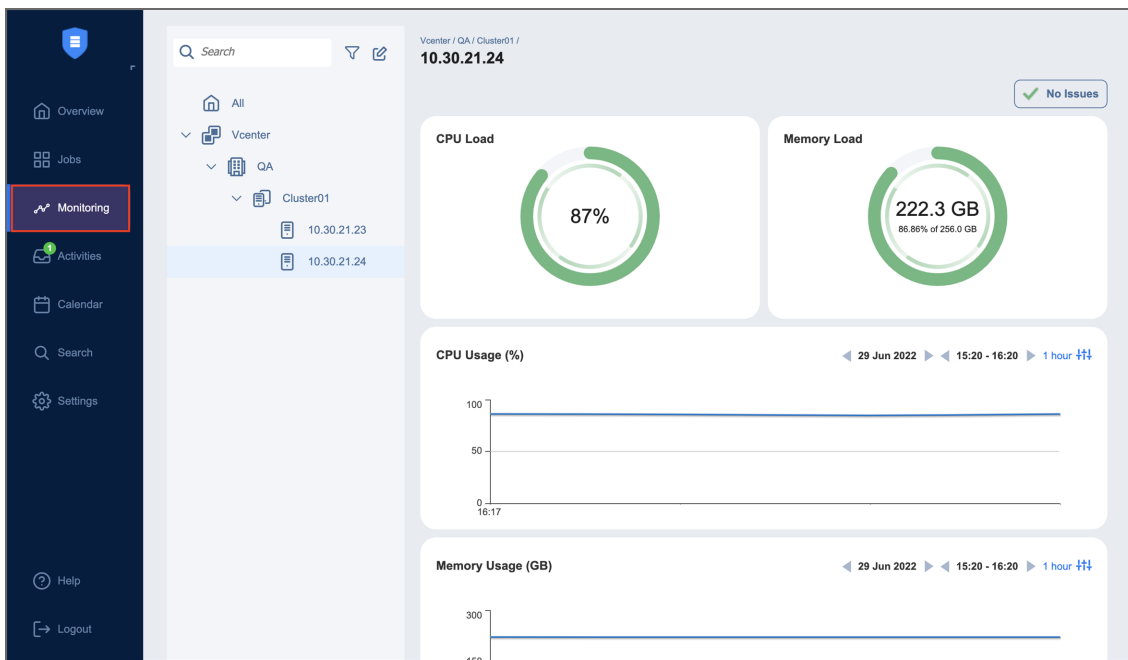 Overview
Jobs
Monitoring
1
Activities
Calendar
Search
Settings
Help
Logout
Search
All
Vcenter
QA
Cluster01
10.30.21.23
10.30.21.24
Vcenter / QA / Cluster01 /
10.30.21.24
No Issues
CPU Load
87%
Memory Load
222.3 GB
86.86% of 256.0 GB
CPU Usage (%)
29 Jun 2022 15:20 - 16:20 1 hour
100
50
0
16:17
Memory Usage (GB)
29 Jun 2022 15:20 - 16:20 1 hour
300
150